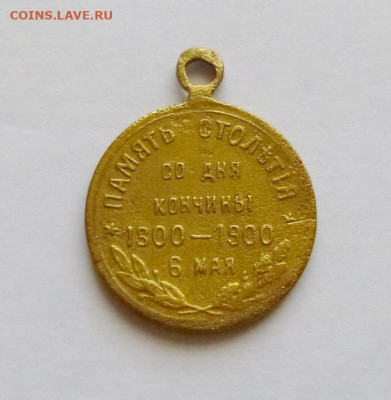 COINS.LAVE.RU
ПАМЯТЬ СТОЛѢТІЯ
СО ДНЯ
КОНЧИНЫ
1800—1900
6 МАЯ